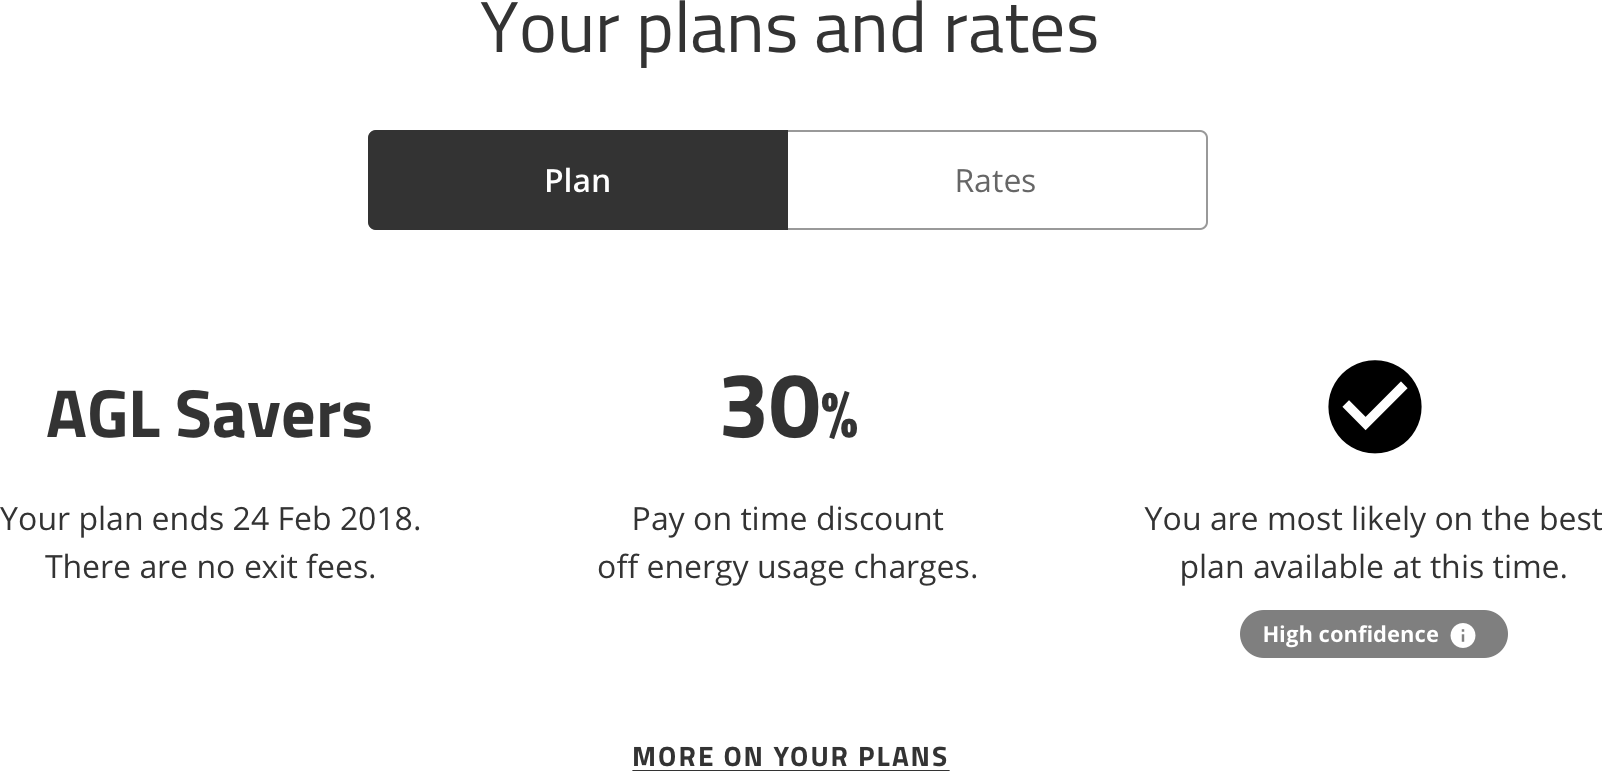 Your plans and rates
Plan
Rates
AGL Savers
Your plan ends 24 Feb 2018.
There are no exit fees.
30%
Pay on time discount
off energy usage charges.
You are most likely on the best
plan available at this time.
High confidence
MORE ON YOUR PLANS